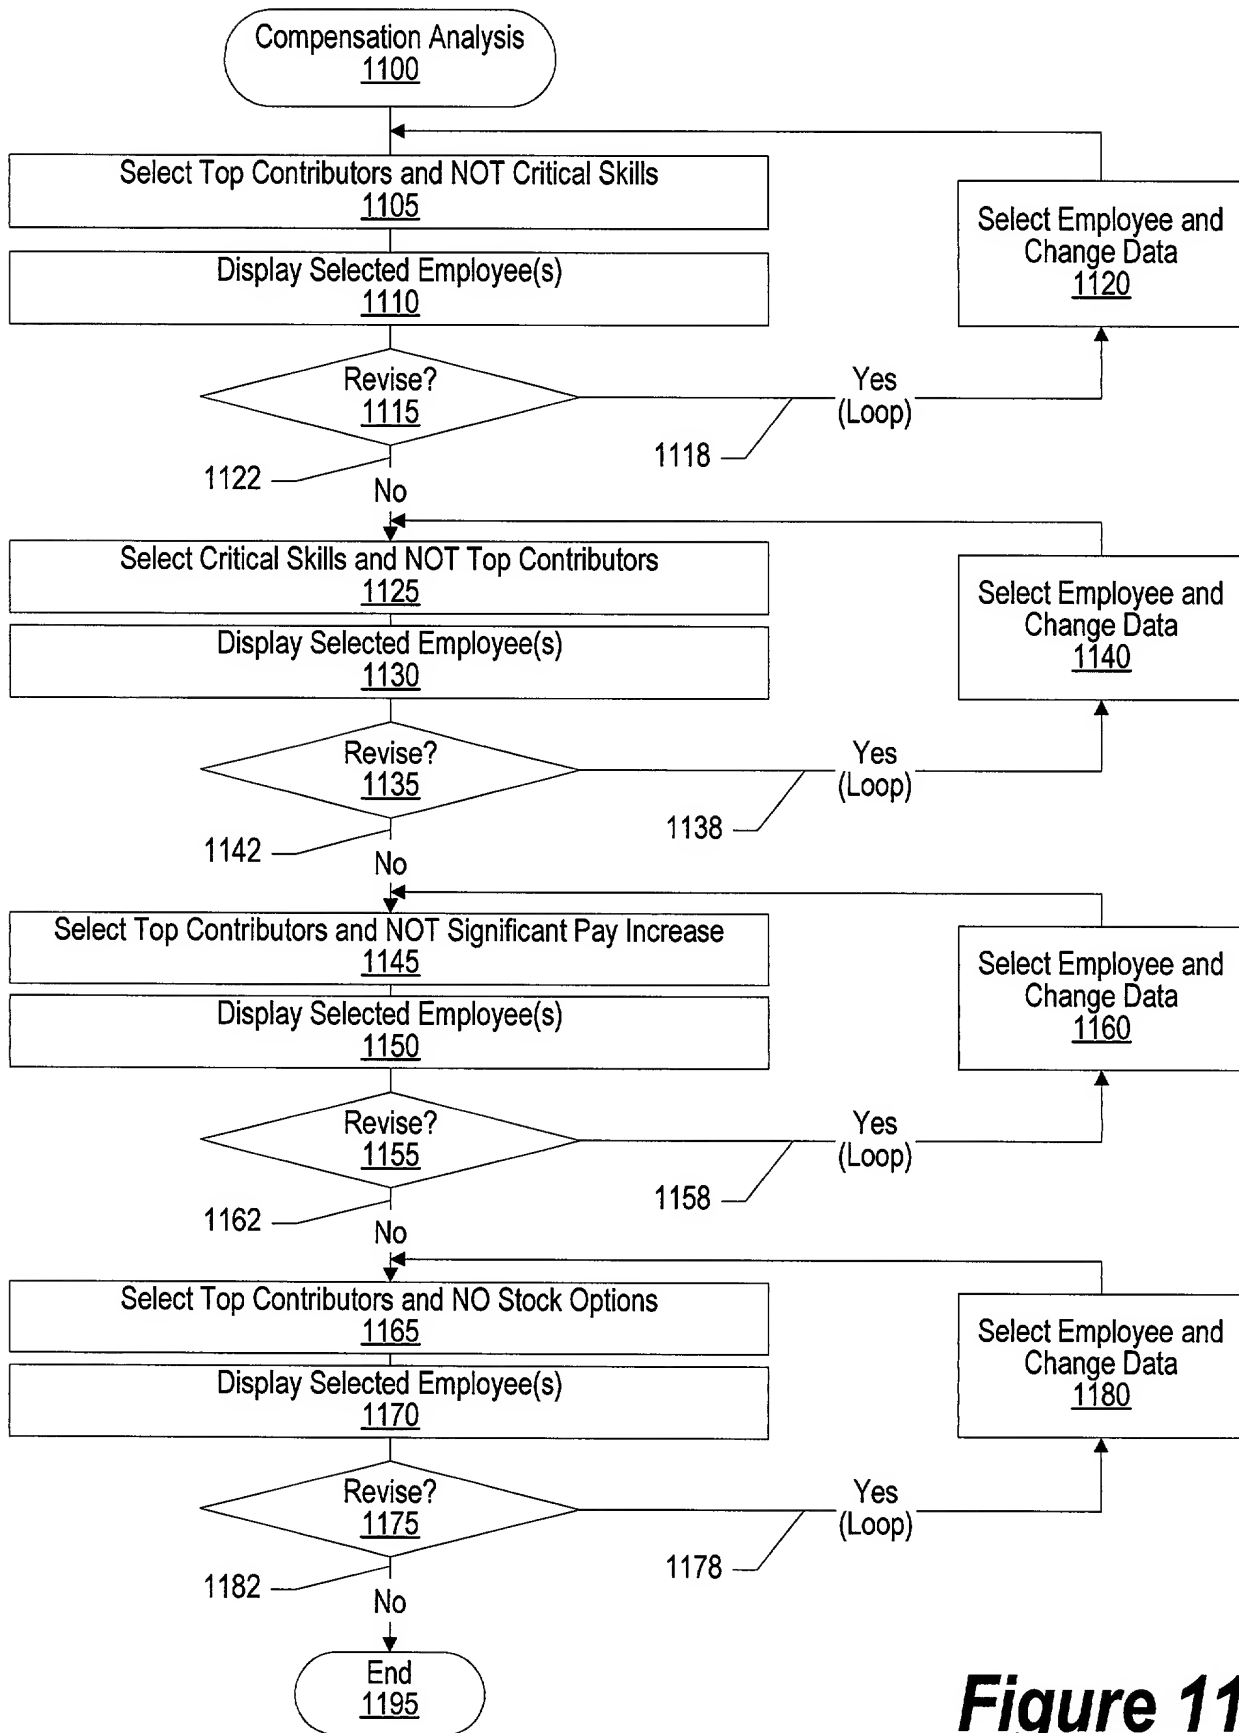 Compensation Analysis
1100
Select Top Contributors and NOT Critical Skills
1105
Select Employee and
Change Data
1120
Display Selected Employee(s)
1110
Revise?
1115
Yes
(Loop)
1118
1122
No
Select Critical Skills and NOT Top Contributors
1125
Select Employee and
Change Data
1140
Display Selected Employee(s)
1130
Revise?
1135
Yes
(Loop)
1138
1142
No
Select Top Contributors and NOT Significant Pay Increase
1145
Select Employee and
Change Data
1160
Display Selected Employee(s)
1150
Revise?
1155
Yes
(Loop)
1158
1162
No
Select Top Contributors and NO Stock Options
1165
Select Employee and
Change Data
1180
Display Selected Employee(s)
1170
Revise?
1175
Yes
(Loop)
1178
1182
No
End
1195
Figure 11